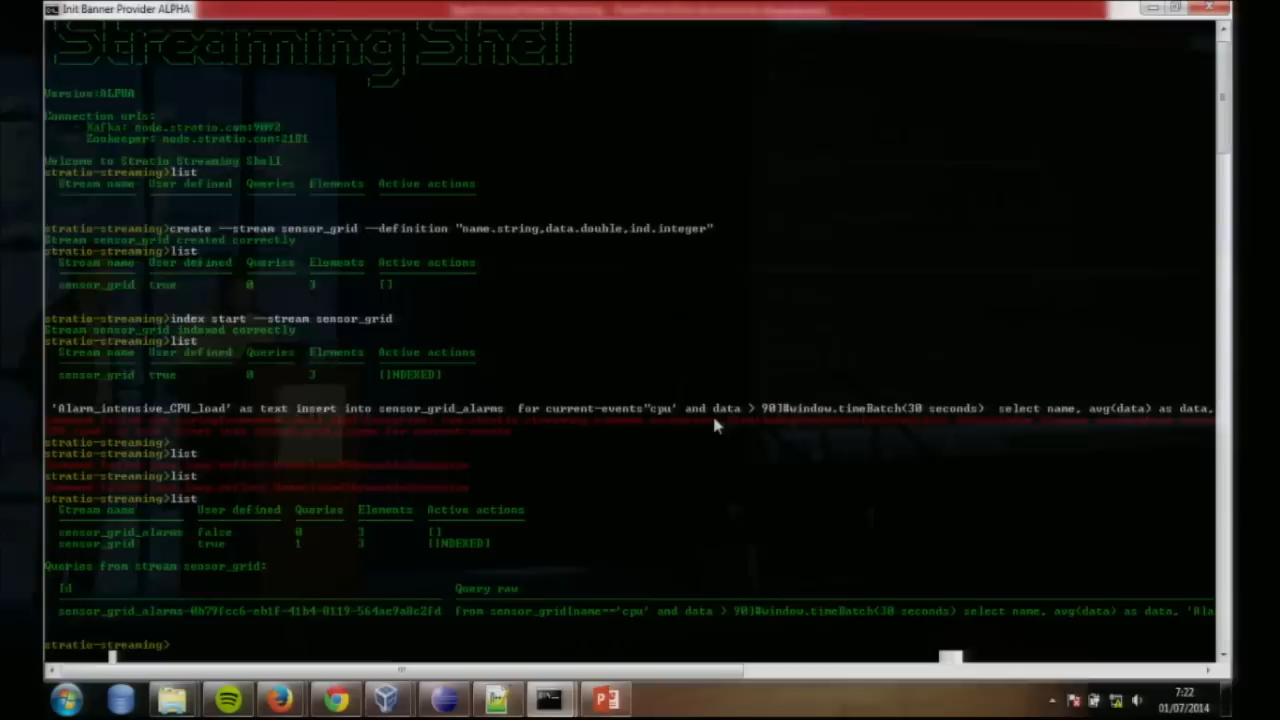 Init Banner Provider ALPHA
Streaming Shell
Version:ALPHA
Connection urls:
- Kafka: node.stratio.com:9092
- Zookeeper: node.stratio.com:2181
Welcome to Stratio Streaming Shell
stratio-streaming>list
Stream name User defined Queries Elements Active actions
stratio-streaming>create --stream sensor_grid --definition "name.string,data.double,ind.integer"
Stream sensor_grid created correctly
stratio-streaming>list
Stream name User defined Queries Elements Active actions
sensor_grid true 0 3 []
stratio-streaming>index start --stream sensor_grid
Stream sensor_grid indexed correctly
stratio-streaming>list
Stream name User defined Queries Elements Active actions
sensor_grid true 0 3 [INDEXED]
'Alarm_intensive_CPU_load' as text insert into sensor_grid_alarms for current-events"cpu' and data > 90]#window.timeBatch(30 seconds) select name, avg(data) as data,
stratio-streaming>
stratio-streaming>list
stratio-streaming>list
stratio-streaming>list
Stream name User defined Queries Elements Active actions
sensor_grid_alarms false 0 3 []
sensor_grid true 1 3 [INDEXED]
Queries from stream sensor_grid:
Id Query raw
from sensor_grid[name=='cpu' and data > 90]#window.timeBatch(30 seconds) select name, avg(data) as data, 'Ala
stratio-streaming>
7:22
01/07/2014